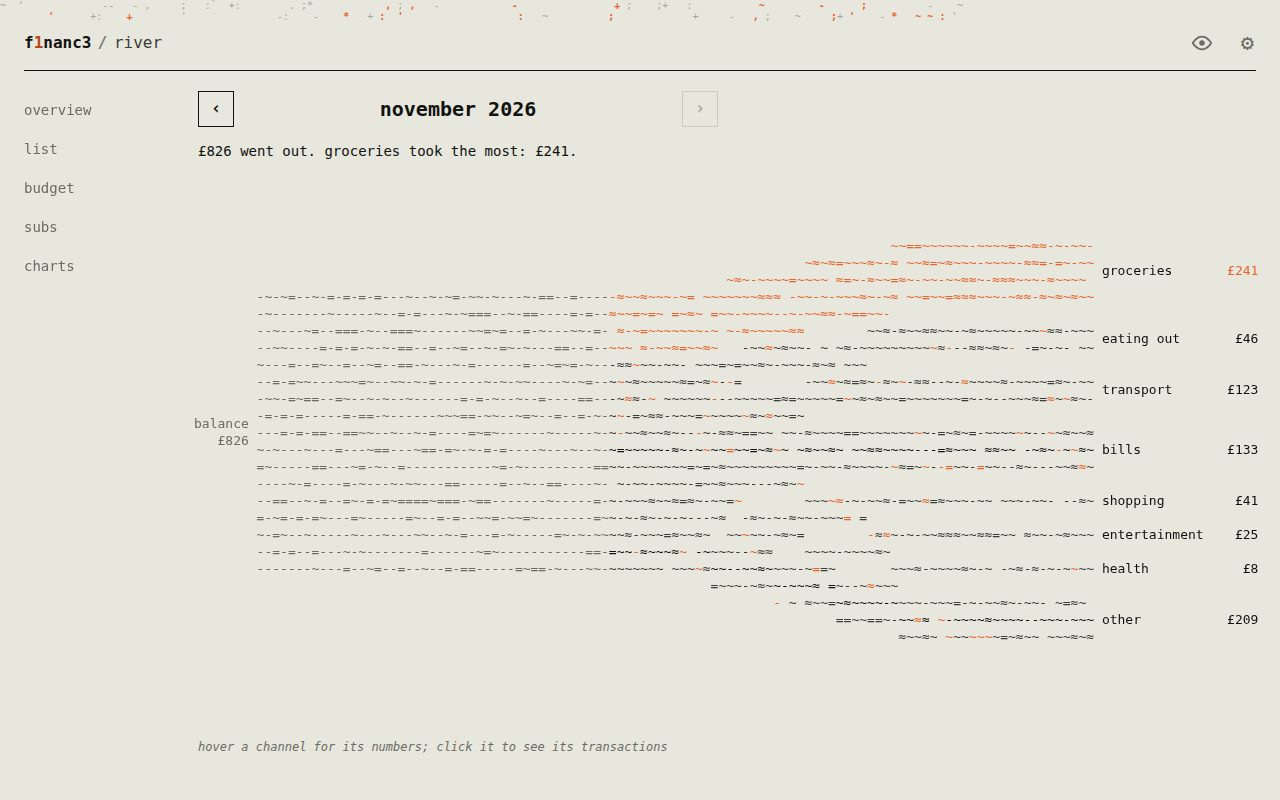 f1nanc3 / river
overview
list
budget
subs
charts
‹
november 2026
›
£826 went out. groceries took the most: £241.
balance
£826
groceries £241
eating out £46
transport £123
bills £133
shopping £41
entertainment £25
health £8
other £209
hover a channel for its numbers; click it to see its transactions